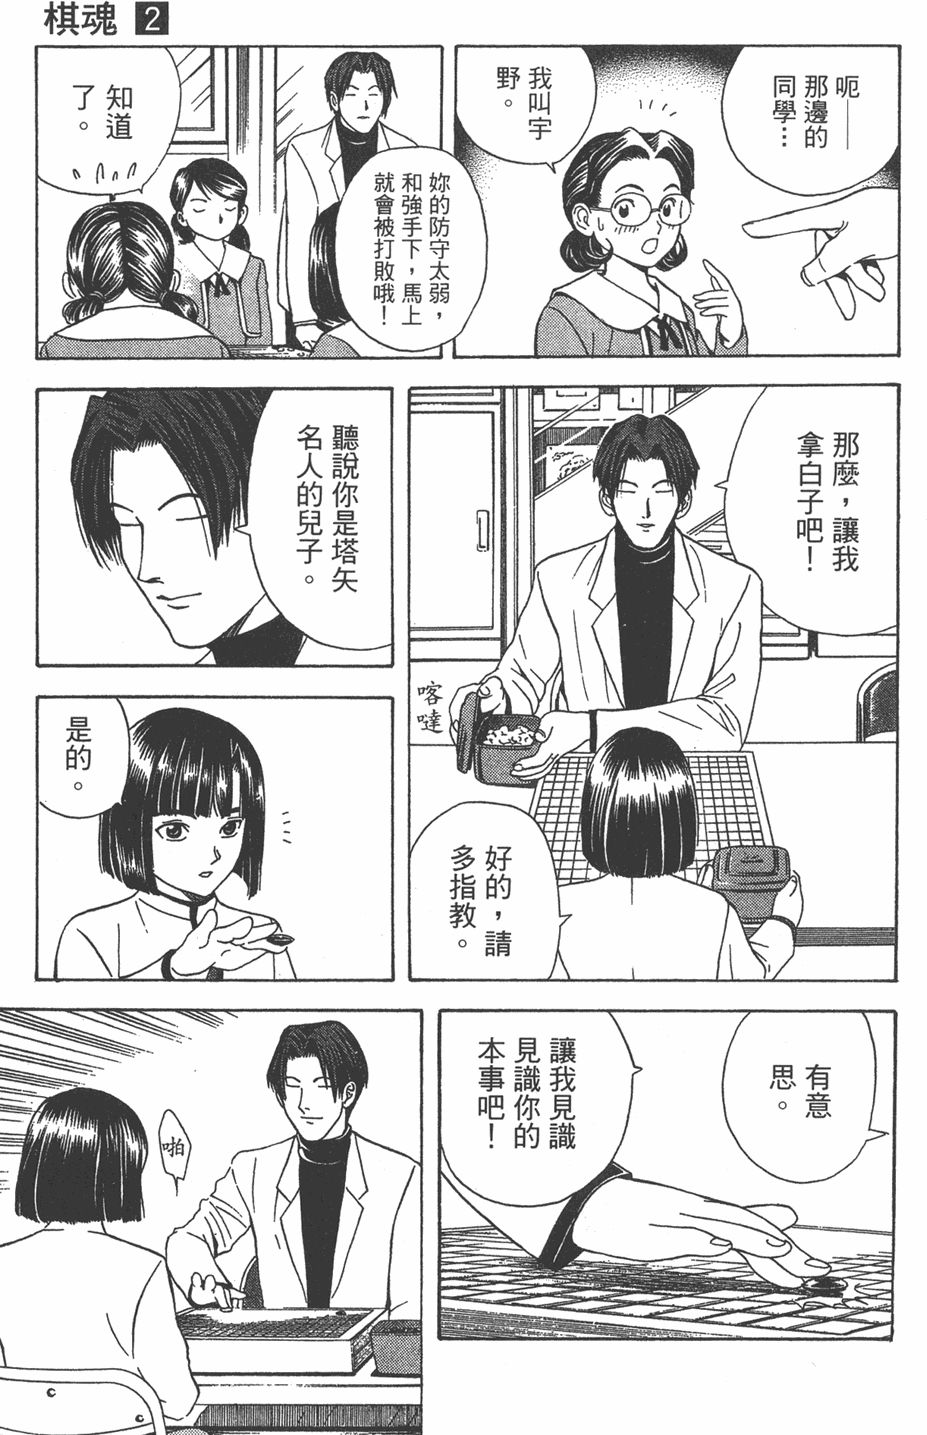 棋魂 2
呃──
那邊的
同學…
我叫宇
野。
妳的防守太弱，
和強手下，馬上
就會被打敗哦！
知道
了。
那麼，讓我
拿白子吧！
喀噠
好的，請
多指教。
聽說你是塔矢
名人的兒子。
是的。
有意
思。
讓我見識
見識你的
本事吧！
啪